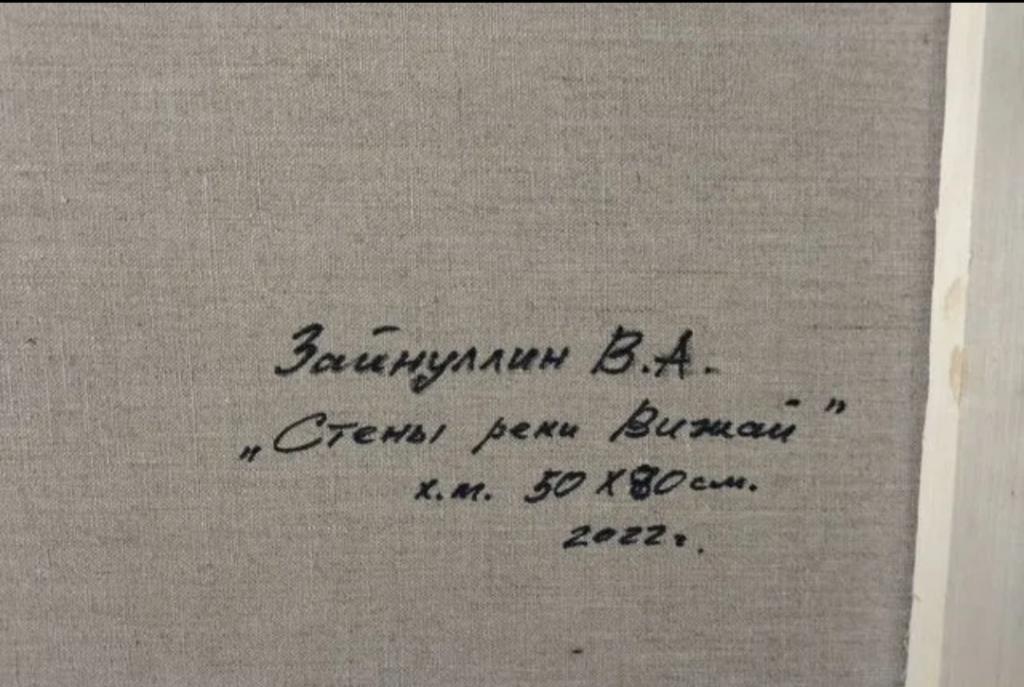 Зайнуллин В.А.
„Стены реки Вижай”
х.м. 50х80см.
2022г.